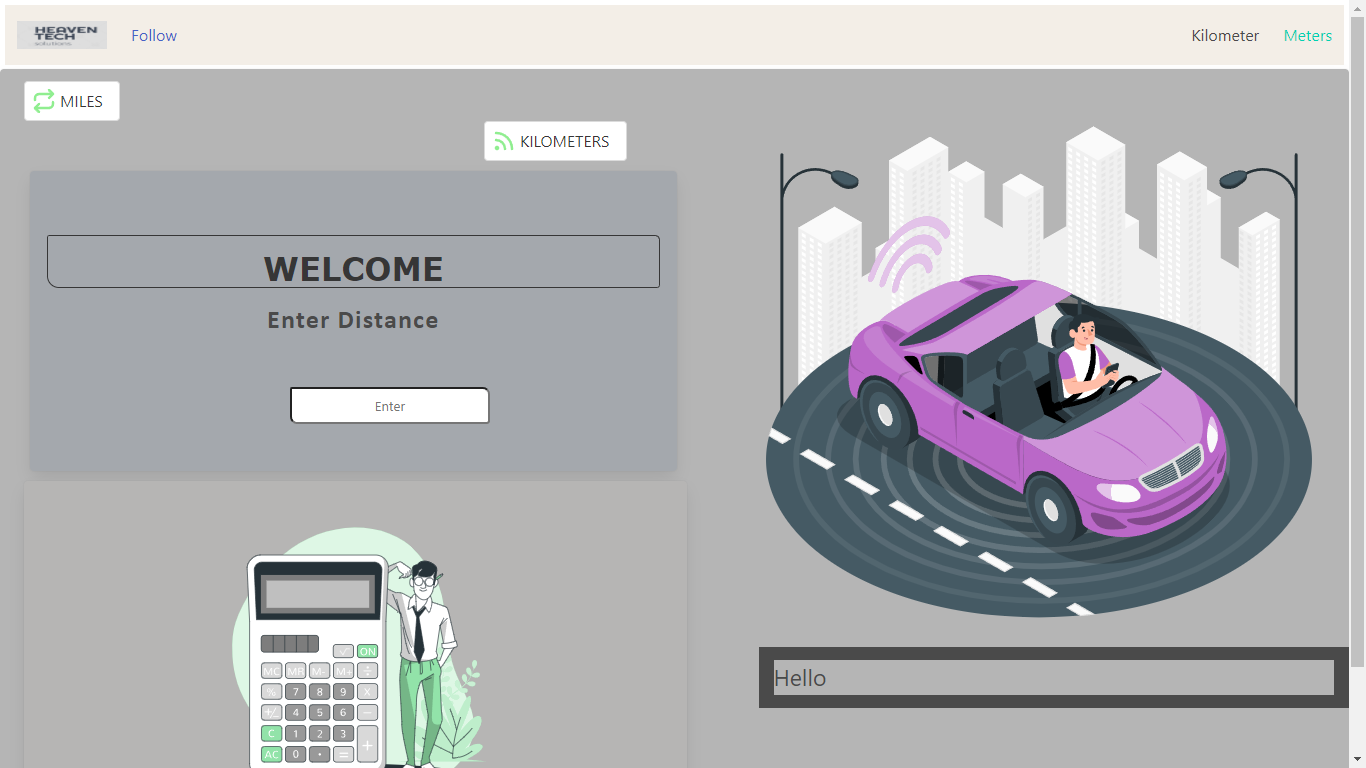 HEAVEN
TECH
solutions
Follow
Kilometer
Meters
MILES
KILOMETERS
WELCOME
Enter Distance
Enter
Hello
ON
MC MR M- M+ ÷
% 7 8 9 X
+/- 4 5 6 −
C 1 2 3
+
AC 0 . =